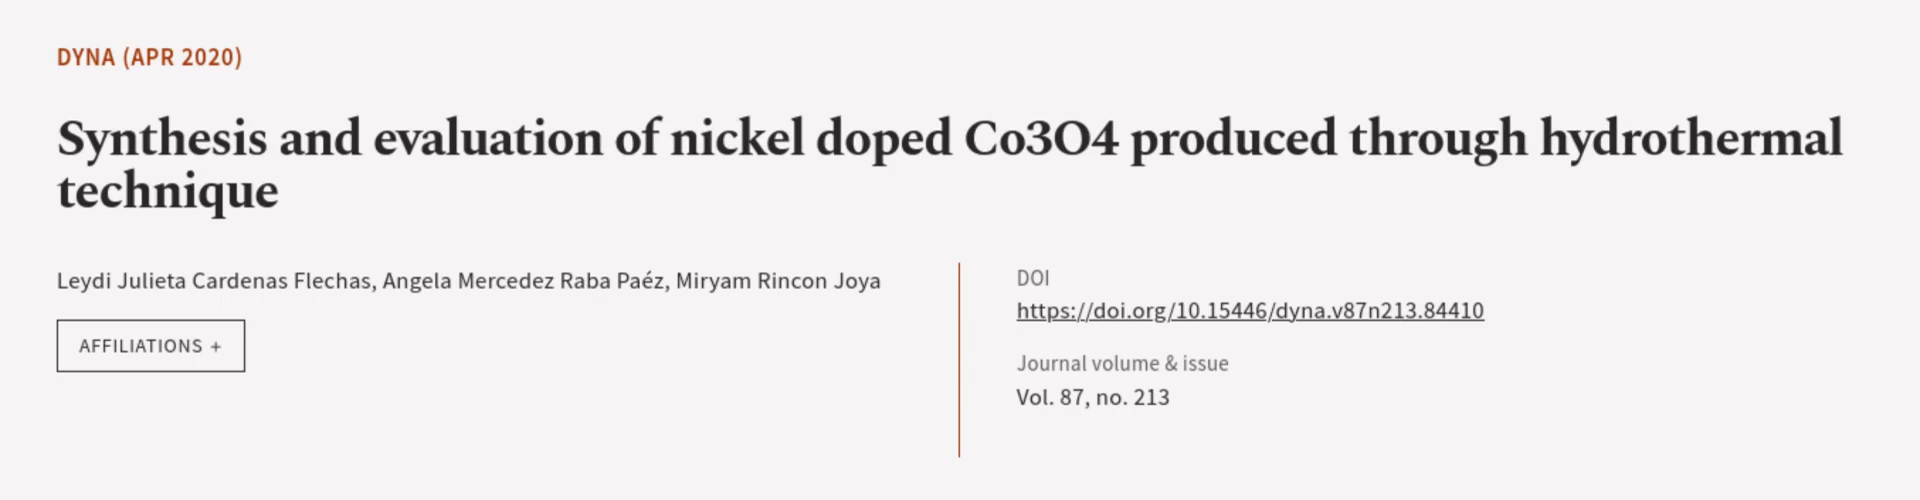 DYNA (APR 2020)
Synthesis and evaluation of nickel doped Co3O4 produced through hydrothermal
technique
Leydi Julieta Cardenas Flechas, Angela Mercedez Raba Paéz, Miryam Rincon Joya
AFFILIATIONS +
DOI
https://doi.org/10.15446/dyna.v87n213.84410
Journal volume & issue
Vol. 87, no. 213